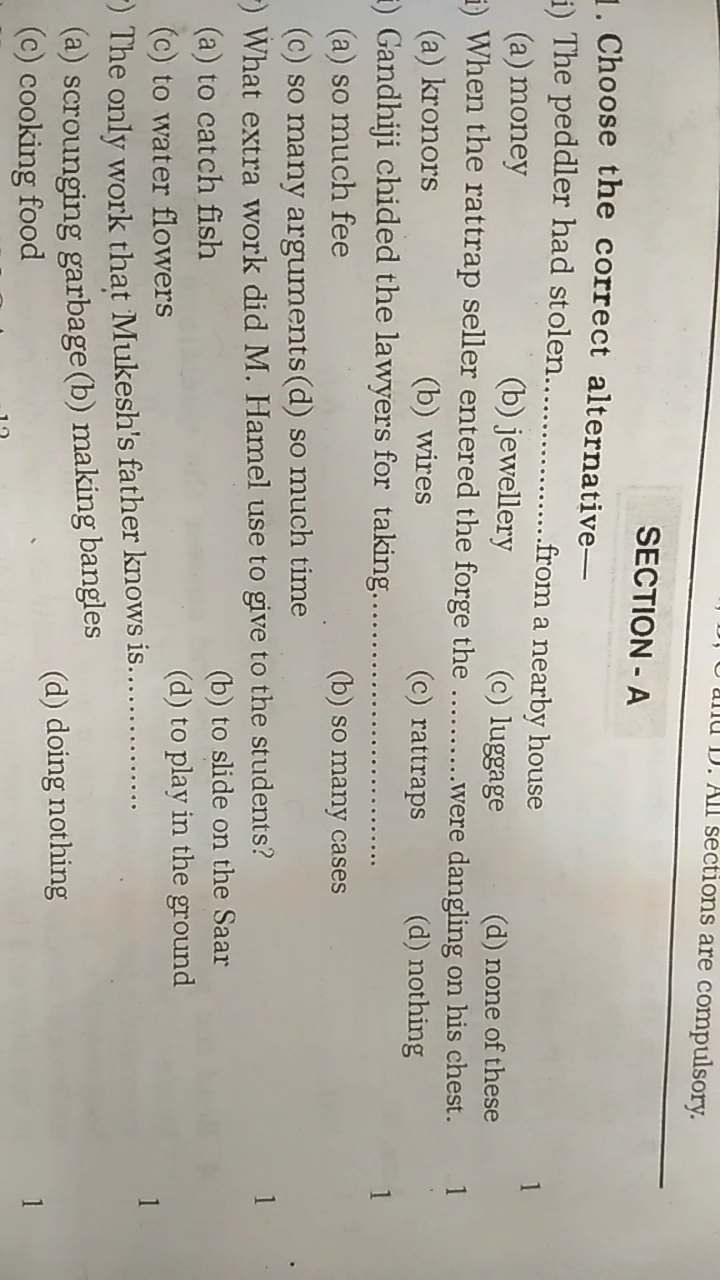 D. All sections are compulsory.
SECTION - A
1. Choose the correct alternative—
i) The peddler had stolen...................from a nearby house 1
(a) money (b) jewellery (c) luggage (d) none of these
i) When the rattrap seller entered the forge the ..........were dangling on his chest. 1
(a) kronors (b) wires (c) rattraps (d) nothing
i) Gandhiji chided the lawyers for taking............................... 1
(a) so much fee (b) so many cases
(c) so many arguments (d) so much time
) What extra work did M. Hamel use to give to the students? 1
(a) to catch fish (b) to slide on the Saar
(c) to water flowers (d) to play in the ground
) The only work that Mukesh's father knows is............... 1
(a) scrounging garbage (b) making bangles
(c) cooking food (d) doing nothing 1